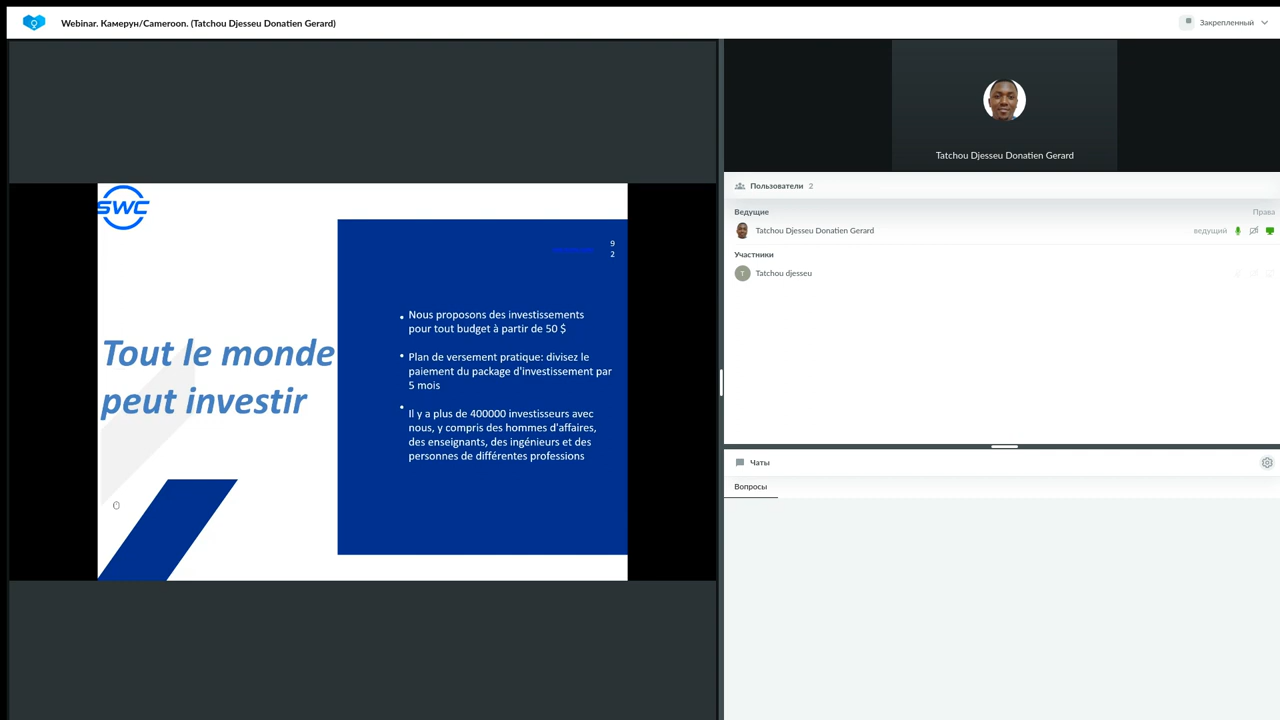 Webinar. Камерун/Cameroon. (Tatchou Djesseu Donatien Gerard)
Закрепленный
SWC
9
2
Tout le monde
peut investir
• Nous proposons des investissements
pour tout budget à partir de 50 $
• Plan de versement pratique: divisez le
paiement du package d'investissement par
5 mois
• Il y a plus de 400000 investisseurs avec
nous, y compris des hommes d'affaires,
des enseignants, des ingénieurs et des
personnes de différentes professions
Tatchou Djesseu Donatien Gerard
Пользователи 2
Ведущие Права
Tatchou Djesseu Donatien Gerard ведущий
Участники
T Tatchou djesseu
Чаты
Вопросы